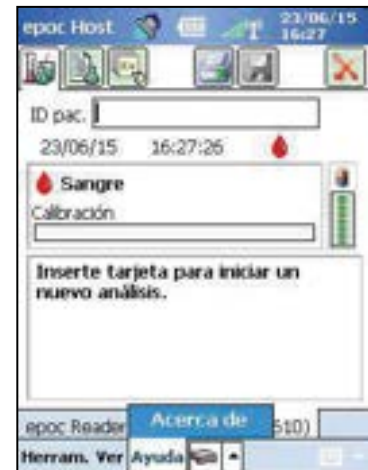 epoc Host 23/06/15
16:27
ID pac.
23/06/15 16:27:26
Sangre
Calibración
Inserte tarjeta para iniciar un
nuevo análisis.
Acerca de
epoc Reader 510)
Herram. Ver Ayuda